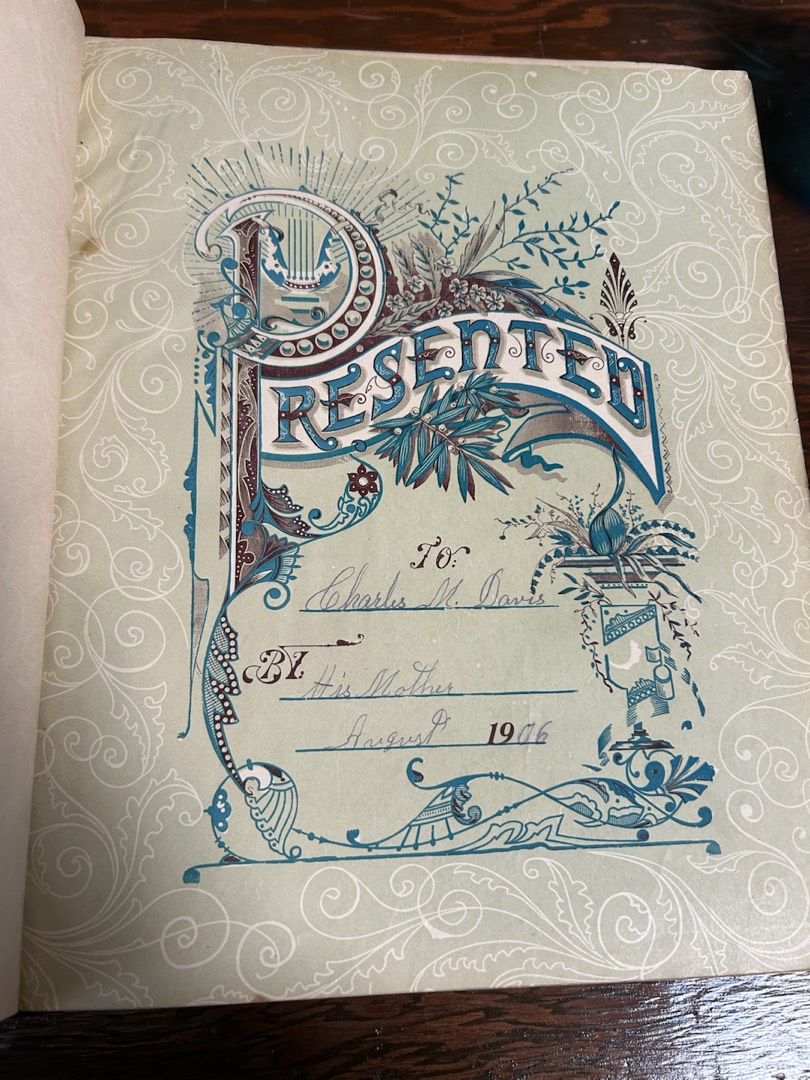 PRESENTED
TO:
Charles M. Davis
BY
His Mother
August 1906